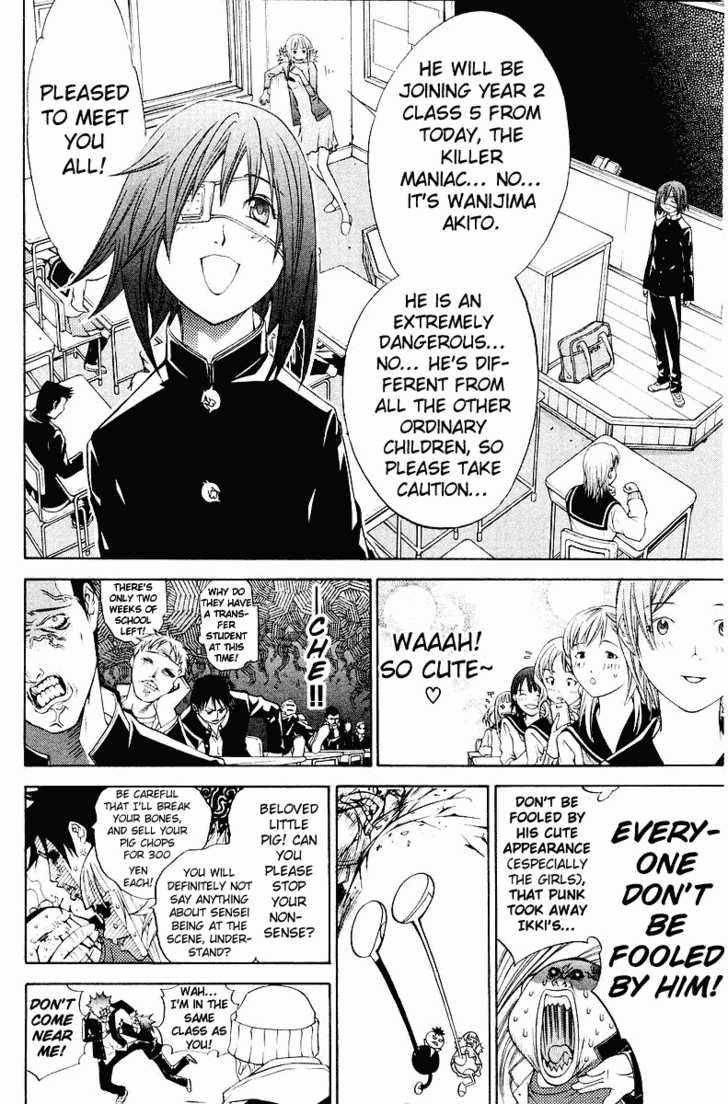 HE WILL BE
JOINING YEAR 2
CLASS 5 FROM
TODAY, THE
KILLER
MANIAC... NO...
IT'S WANIJIMA
AKITO.
HE IS AN
EXTREMELY
DANGEROUS...
NO... HE'S DIF-
FERENT FROM
ALL THE OTHER
ORDINARY
CHILDREN, SO
PLEASE TAKE
CAUTION...
PLEASED
TO MEET
YOU
ALL!
WAAAH!
SO CUTE~
♡
—CHE!!
WHY DO
THEY HAVE
A TRANS-
FER
STUDENT
AT THIS
TIME!
THERE'S
ONLY TWO
WEEKS OF
SCHOOL
LEFT!
EVERY-
ONE
DON'T
BE
FOOLED
BY HIM!
DON'T BE
FOOLED BY
HIS CUTE
APPEARANCE
(ESPECIALLY
THE GIRLS),
THAT PUNK
TOOK AWAY
IKKI'S...
BELOVED
LITTLE
PIG! CAN
YOU
PLEASE
STOP
YOUR
NON-
SENSE?
BE CAREFUL
THAT I'LL BREAK
YOUR BONES,
AND SELL YOUR
PIG CHOPS
FOR 300
YEN
EACH!
YOU WILL
DEFINITELY NOT
SAY ANYTHING
ABOUT SENSEI
BEING AT THE
SCENE, UNDER-
STAND?
WAH...
I'M IN THE
SAME
CLASS AS
YOU!
DON'T
COME
NEAR
ME!